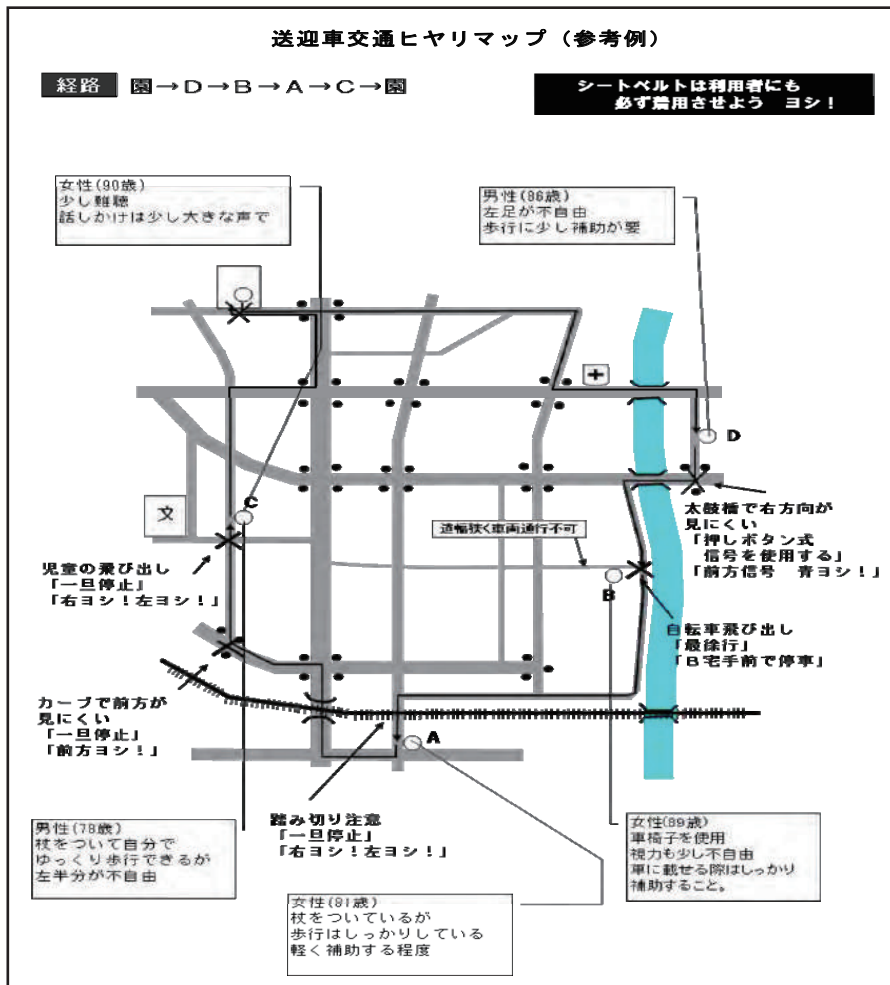 送迎車交通ヒヤリマップ（参考例）
経路 園→D→B→A→C→園
シートベルトは利用者にも
必ず着用させよう ヨシ！
女性(90歳)
少し難聴
話しかけは少し大きな声で
男性(86歳)
左足が不自由
歩行に少し補助が要
D
文
C
道幅狭く車両通行不可
B
太鼓橋で右方向が
見にくい
「押しボタン式
信号を使用する」
「前方信号 青ヨシ！」
児童の飛び出し
「一旦停止」
「右ヨシ！左ヨシ！」
自転車飛び出し
「最徐行」
「B宅手前で停車」
カーブで前方が
見にくい
「一旦停止」
「前方ヨシ！」
A
踏み切り注意
「一旦停止」
「右ヨシ！左ヨシ！」
男性(78歳)
杖をついて自分で
ゆっくり歩行できるが
左半分が不自由
女性(81歳)
杖をついているが
歩行はしっかりしている
軽く補助する程度
女性(89歳)
車椅子を使用
視力も少し不自由
車に載せる際はしっかり
補助すること。